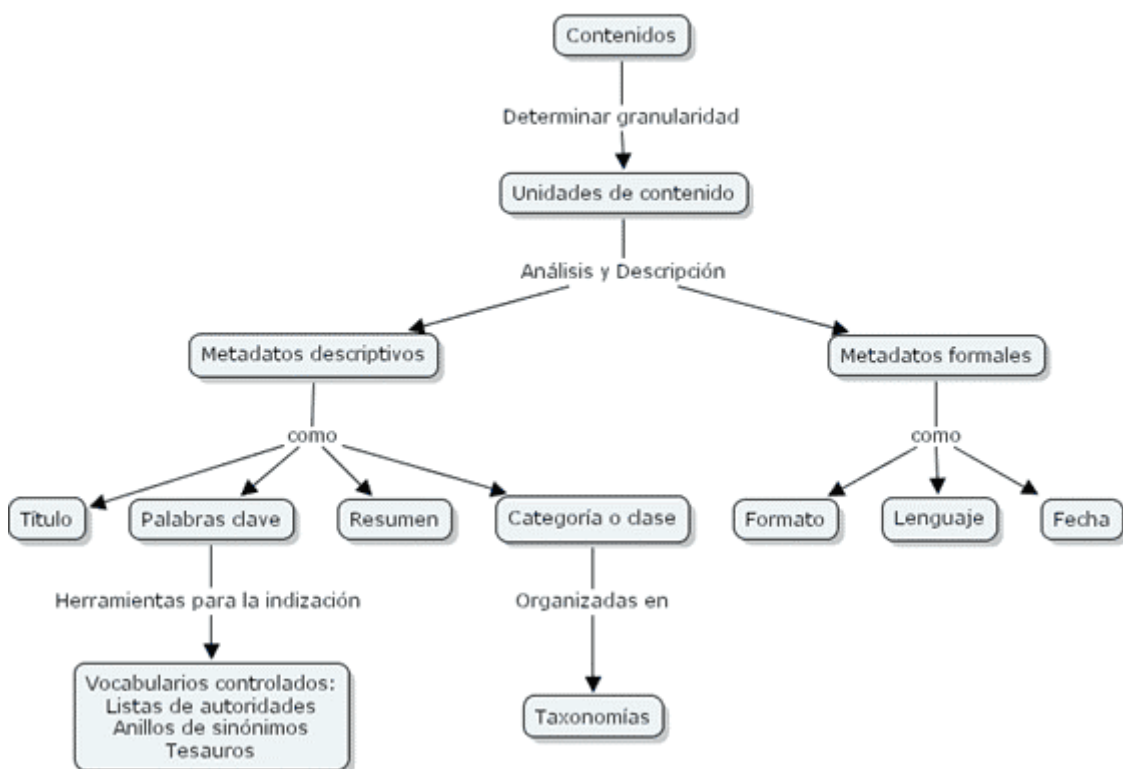 Contenidos
Determinar granularidad
Unidades de contenido
Análisis y Descripción
Metadatos descriptivos
Metadatos formales
como
como
Título
Palabras clave
Resumen
Categoría o clase
Formato
Lenguaje
Fecha
Herramientas para la indización
Organizadas en
Vocabularios controlados:
Listas de autoridades
Anillos de sinónimos
Tesauros
Taxonomías